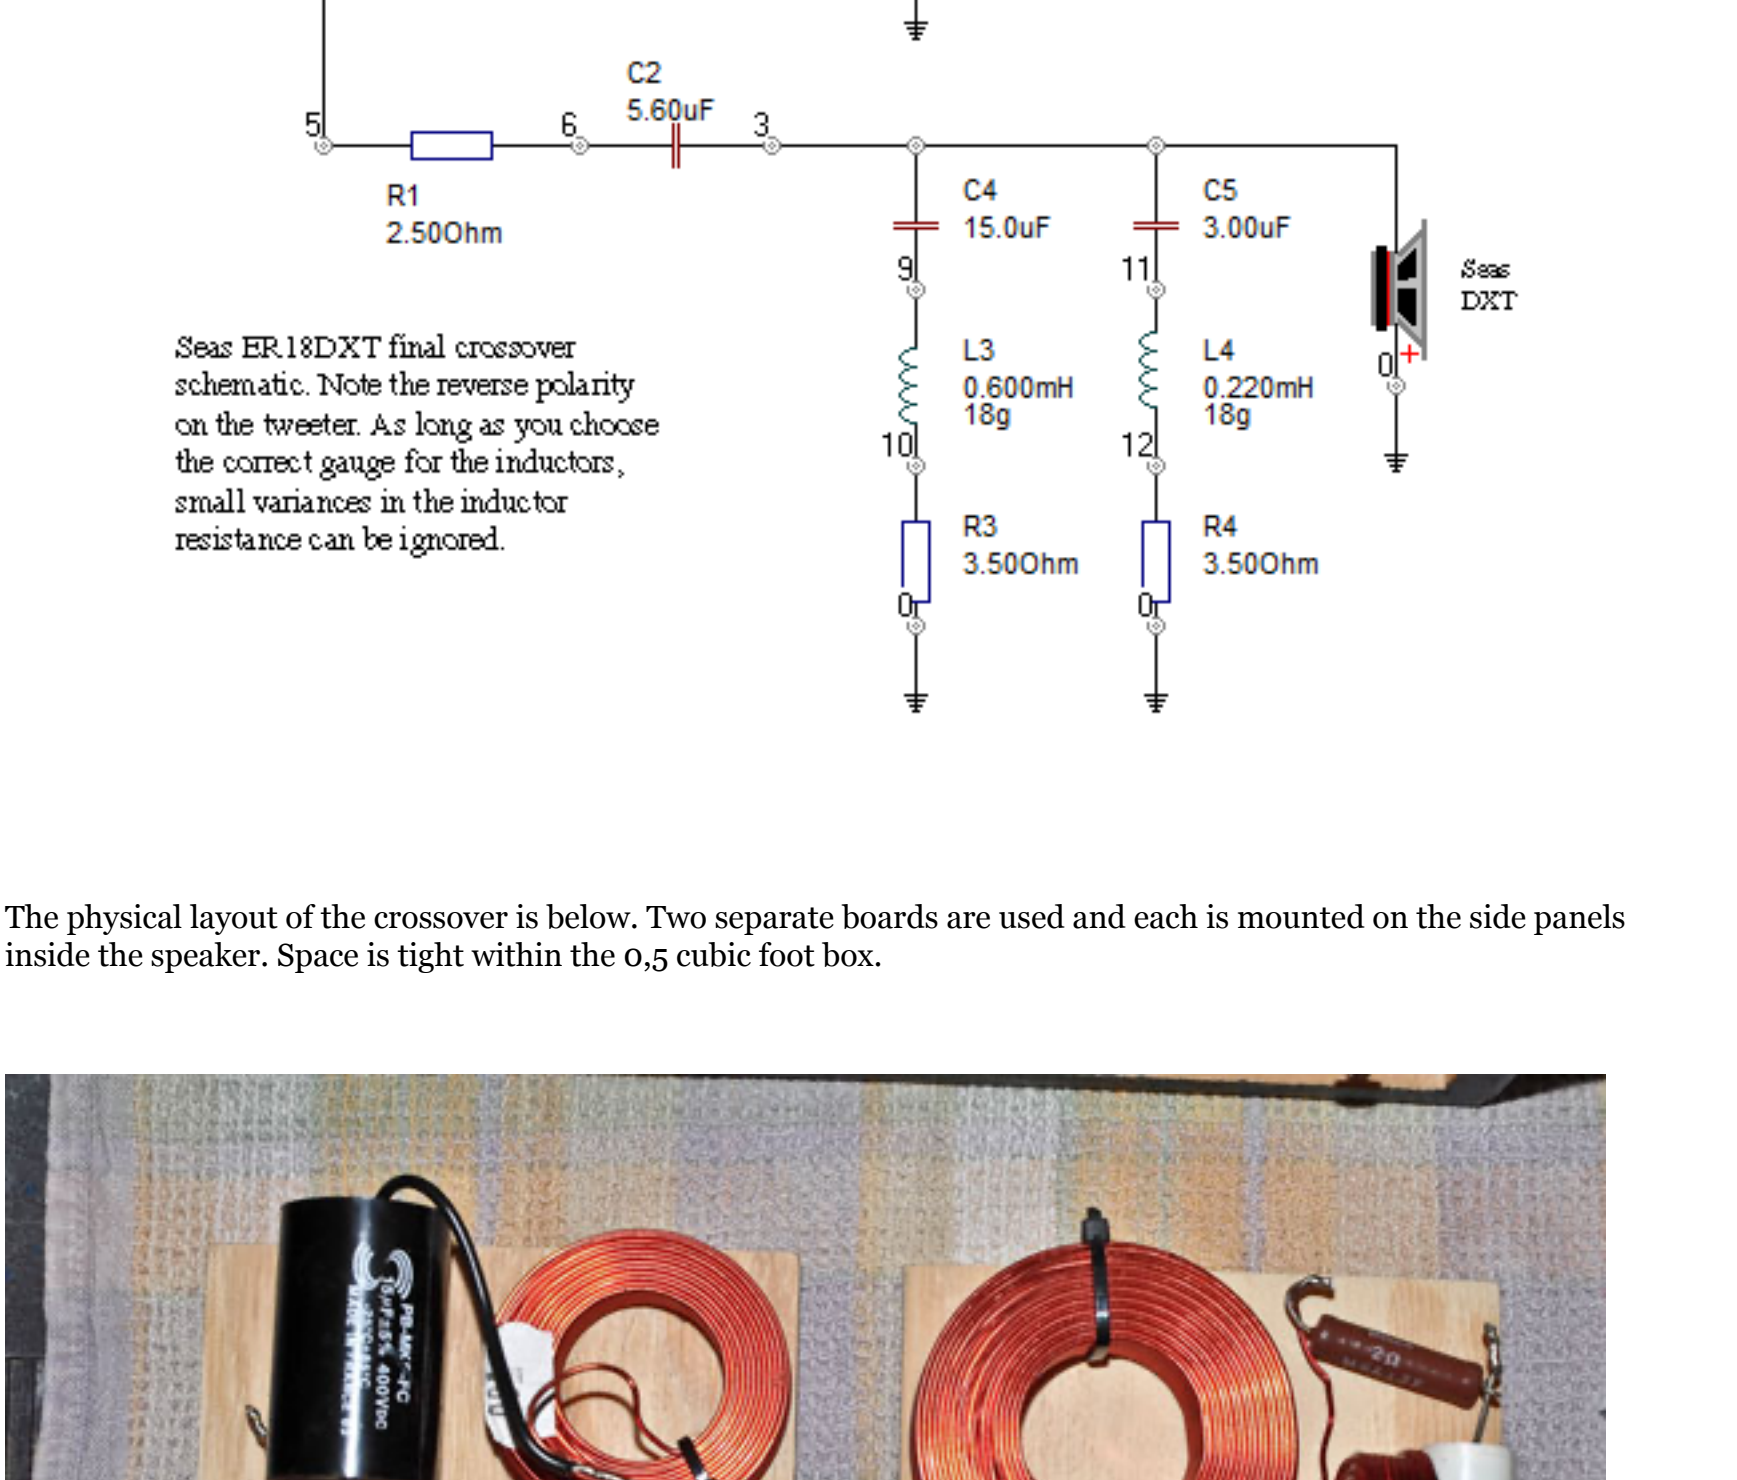 C2
5.60uF
5
6
3
R1
2.50Ohm
C4
15.0uF
C5
3.00uF
9
11
Seas
DXT
Seas ER18DXT final crossover
schematic. Note the reverse polarity
on the tweeter. As long as you choose
the correct gauge for the inductors,
small variances in the inductor
resistance can be ignored.
L3
0.600mH
18g
L4
0.220mH
18g
0
+
10
12
R3
3.50Ohm
R4
3.50Ohm
0
0
The physical layout of the crossover is below. Two separate boards are used and each is mounted on the side panels
inside the speaker. Space is tight within the 0,5 cubic foot box.
400VDC
2Ω